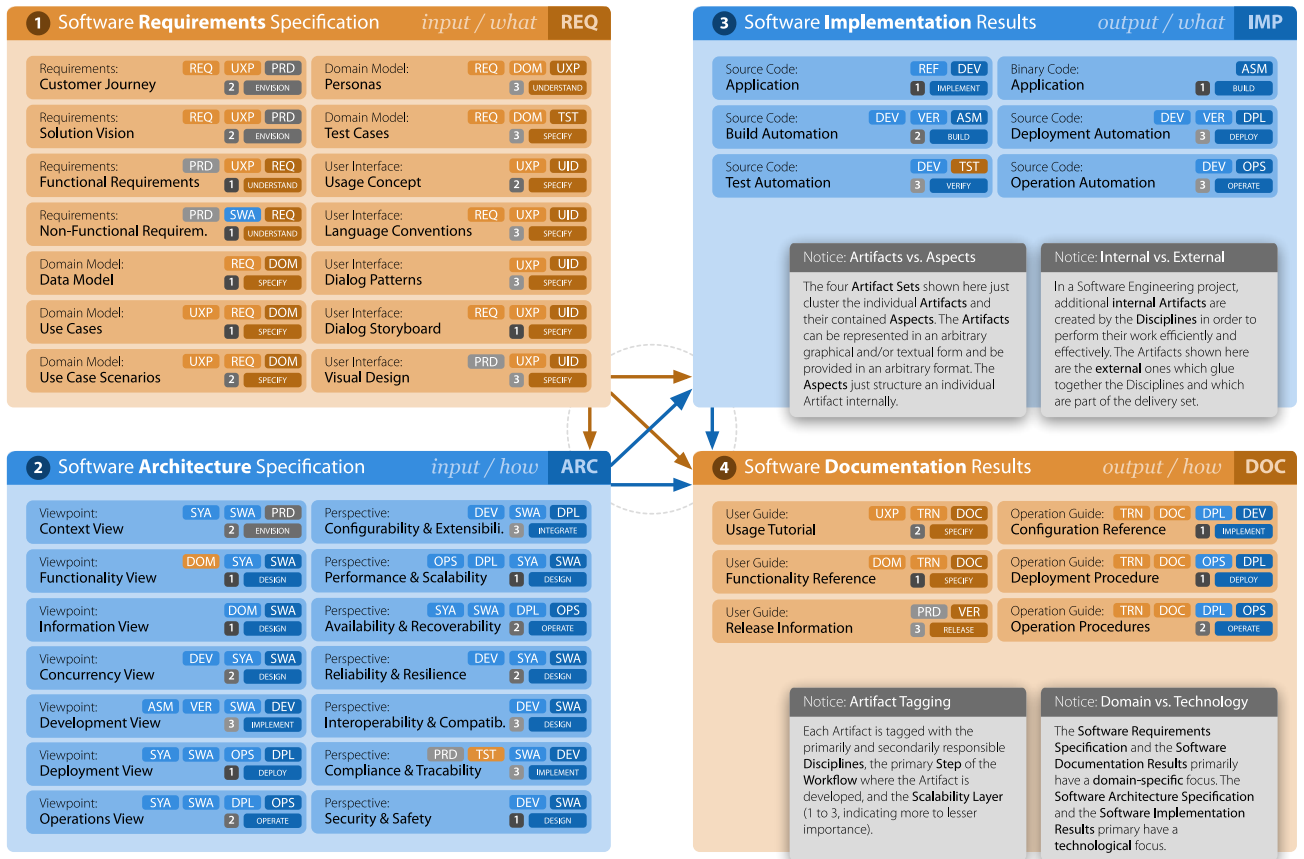 1 Software Requirements Specification input / what REQ
Requirements: REQ UXP PRD
Customer Journey 2 ENVISION
Domain Model: REQ DOM UXP
Personas 3 UNDERSTAND
Requirements: REQ UXP PRD
Solution Vision 2 ENVISION
Domain Model: REQ DOM TST
Test Cases 3 SPECIFY
Requirements: PRD UXP REQ
Functional Requirements 1 UNDERSTAND
User Interface: UXP UID
Usage Concept 2 SPECIFY
Requirements: PRD SWA REQ
Non-Functional Requirem. 1 UNDERSTAND
User Interface: REQ UXP UID
Language Conventions 3 SPECIFY
Domain Model: REQ DOM
Data Model 1 SPECIFY
User Interface: UXP UID
Dialog Patterns 3 SPECIFY
Domain Model: UXP REQ DOM
Use Cases 1 SPECIFY
User Interface: REQ UXP UID
Dialog Storyboard 1 SPECIFY
Domain Model: UXP REQ DOM
Use Case Scenarios 2 SPECIFY
User Interface: PRD UXP UID
Visual Design 3 SPECIFY
3 Software Implementation Results output / what IMP
Source Code: REF DEV
Application 1 IMPLEMENT
Binary Code: ASM
Application 1 BUILD
Source Code: DEV VER ASM
Build Automation 2 BUILD
Source Code: DEV VER DPL
Deployment Automation 3 DEPLOY
Source Code: DEV TST
Test Automation 3 VERIFY
Source Code: DEV OPS
Operation Automation 3 OPERATE
Notice: Artifacts vs. Aspects
The four Artifact Sets shown here just
cluster the individual Artifacts and
their contained Aspects. The Artifacts
can be represented in an arbitrary
graphical and/or textual form and be
provided in an arbitrary format. The
Aspects just structure an individual
Artifact internally.
Notice: Internal vs. External
In a Software Engineering project,
additional internal Artifacts are
created by the Disciplines in order to
perform their work efficiently and
effectively. The Artifacts shown here
are the external ones which glue
together the Disciplines and which
are part of the delivery set.
2 Software Architecture Specification input / how ARC
Viewpoint: SYA SWA PRD
Context View 2 ENVISION
Perspective: DEV SWA DPL
Configurability & Extensibili. 3 INTEGRATE
Viewpoint: DOM SYA SWA
Functionality View 1 DESIGN
Perspective: OPS DPL SYA SWA
Performance & Scalability 1 DESIGN
Viewpoint: DOM SWA
Information View 1 DESIGN
Perspective: SYA SWA DPL OPS
Availability & Recoverability 2 OPERATE
Viewpoint: DEV SYA SWA
Concurrency View 2 DESIGN
Perspective: DEV SYA SWA
Reliability & Resilience 2 DESIGN
Viewpoint: ASM VER SWA DEV
Development View 3 IMPLEMENT
Perspective: DEV SWA
Interoperability & Compatib. 3 DESIGN
Viewpoint: SYA SWA OPS DPL
Deployment View 1 DEPLOY
Perspective: PRD TST SWA DEV
Compliance & Tracability 3 IMPLEMENT
Viewpoint: SYA SWA DPL OPS
Operations View 2 OPERATE
Perspective: DEV SWA
Security & Safety 1 DESIGN
4 Software Documentation Results output / how DOC
User Guide: UXP TRN DOC
Usage Tutorial 2 SPECIFY
Operation Guide: TRN DOC DPL DEV
Configuration Reference 1 IMPLEMENT
User Guide: DOM TRN DOC
Functionality Reference 1 SPECIFY
Operation Guide: TRN DOC OPS DPL
Deployment Procedure 1 DEPLOY
User Guide: PRD VER
Release Information 3 RELEASE
Operation Guide: TRN DOC DPL OPS
Operation Procedures 2 OPERATE
Notice: Artifact Tagging
Each Artifact is tagged with the
primarily and secondarily responsible
Disciplines, the primary Step of the
Workflow where the Artifact is
developed, and the Scalability Layer
(1 to 3, indicating more to lesser
importance).
Notice: Domain vs. Technology
The Software Requirements
Specification and the Software
Documentation Results primarily
have a domain-specific focus. The
Software Architecture Specification
and the Software Implementation
Results primary have a
technological focus.